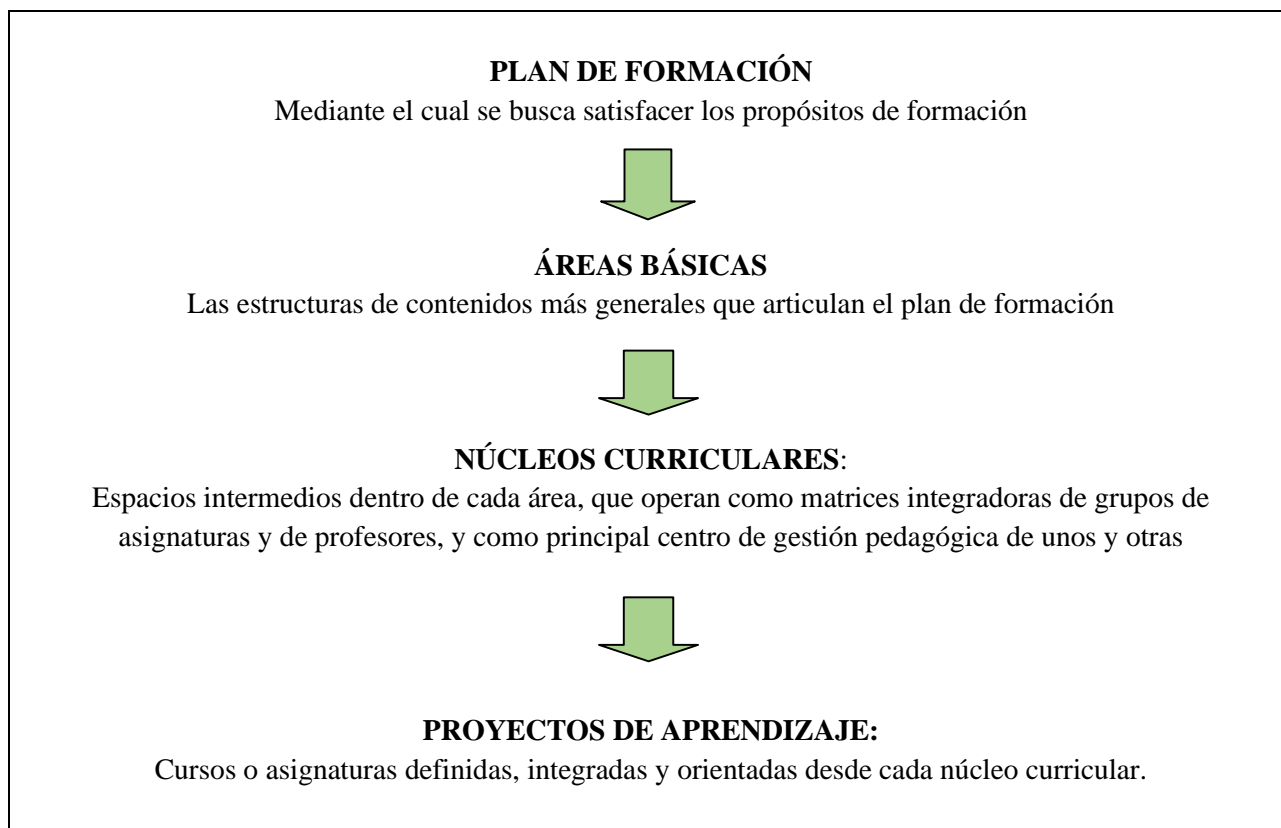 PLAN DE FORMACIÓN
Mediante el cual se busca satisfacer los propósitos de formación
ÁREAS BÁSICAS
Las estructuras de contenidos más generales que articulan el plan de formación
NÚCLEOS CURRICULARES:
Espacios intermedios dentro de cada área, que operan como matrices integradoras de grupos de
asignaturas y de profesores, y como principal centro de gestión pedagógica de unos y otras
PROYECTOS DE APRENDIZAJE:
Cursos o asignaturas definidas, integradas y orientadas desde cada núcleo curricular.